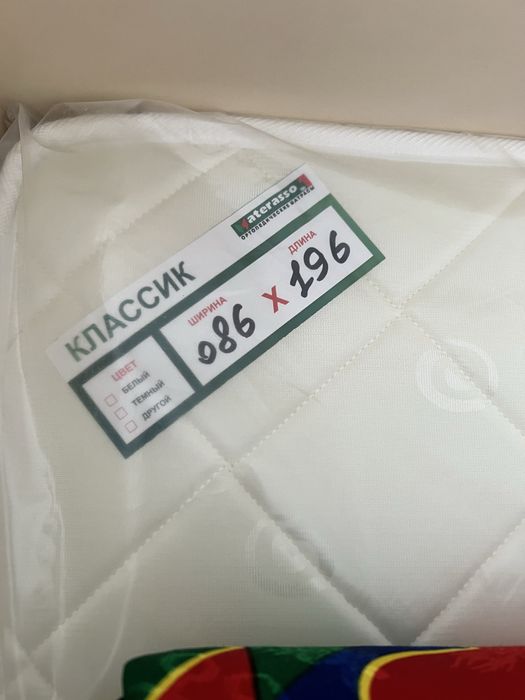 Materasso
ОРТОПЕДИЧЕСКИЕ МАТРАСЫ
КЛАССИК
ШИРИНА Х ДЛИНА
086 196
ЦВЕТ
БЕЛЫЙ
ТЕМНЫЙ
ДРУГОЙ